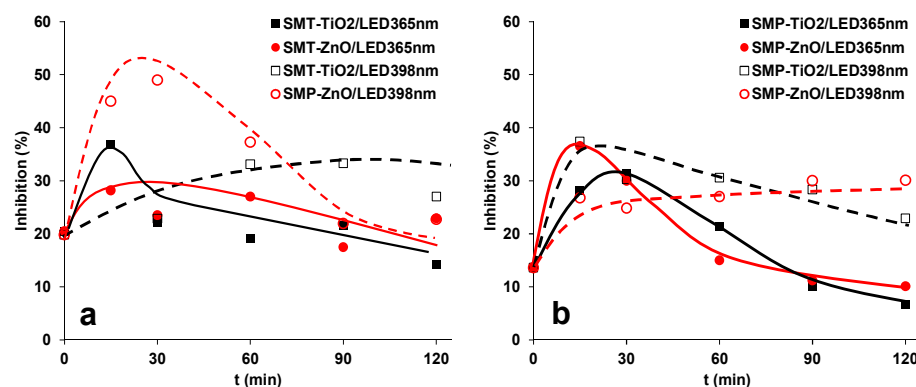 60
50
40
30
20
10
0
0
30
60
90
120
Inhibition (%)
t (min)
SMT-TiO2/LED365nm
SMT-ZnO/LED365nm
SMT-TiO2/LED398nm
SMP-ZnO/LED398nm
a
60
50
40
30
20
10
0
0
30
60
90
120
Inhibition (%)
t (min)
SMP-TiO2/LED365nm
SMP-ZnO/LED365nm
SMP-TiO2/LED398nm
SMP-ZnO/LED398nm
b